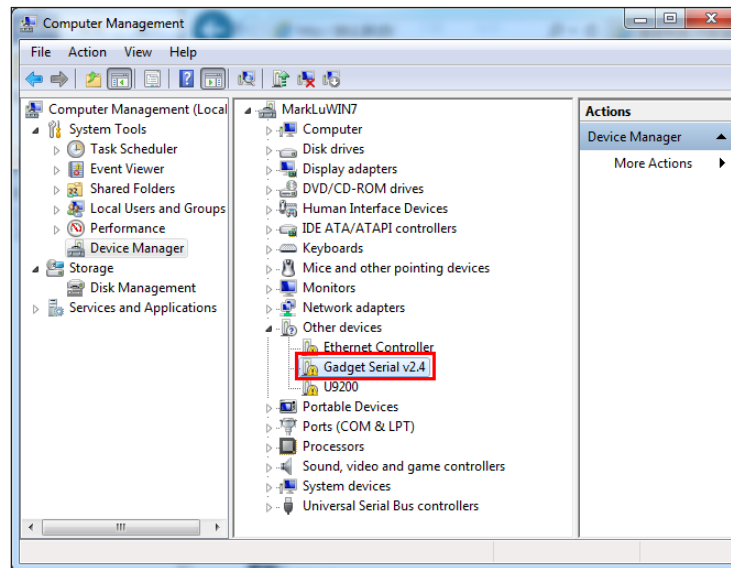 Computer Management
File Action View Help
Computer Management (Local
System Tools
Task Scheduler
Event Viewer
Shared Folders
Local Users and Groups
Performance
Device Manager
Storage
Disk Management
Services and Applications
MarkLuWIN7
Computer
Disk drives
Display adapters
DVD/CD-ROM drives
Human Interface Devices
IDE ATA/ATAPI controllers
Keyboards
Mice and other pointing devices
Monitors
Network adapters
Other devices
Ethernet Controller
Gadget Serial v2.4
U9200
Portable Devices
Ports (COM & LPT)
Processors
Sound, video and game controllers
System devices
Universal Serial Bus controllers
Actions
Device Manager
More Actions